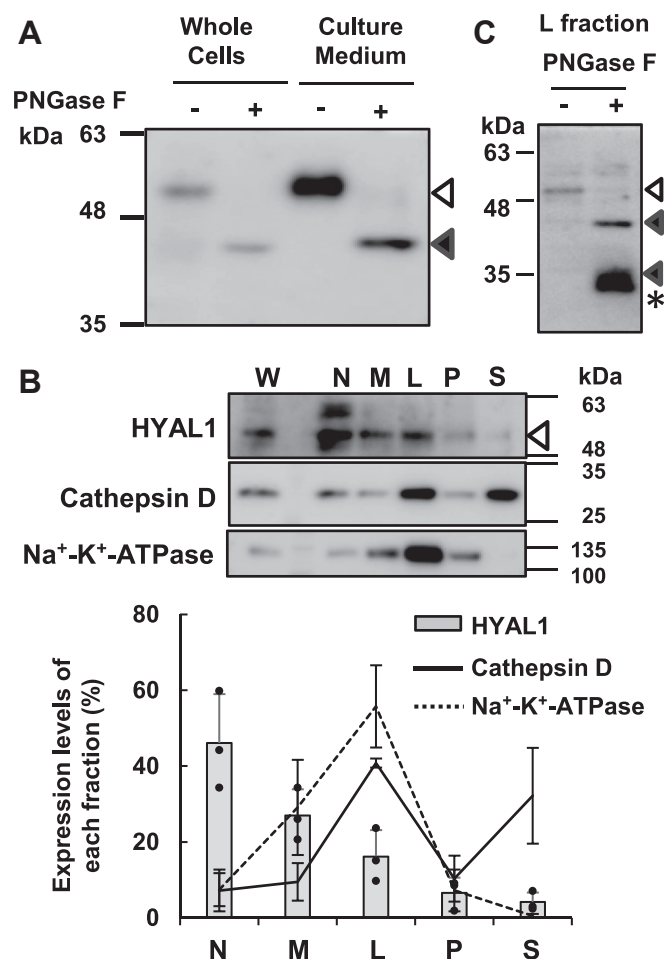 A
Whole Cells
Culture Medium
PNGase F - + - +
kDa
63
48
35
C
L fraction
PNGase F
- +
kDa
63
48
35
*
B
W N M L P S
kDa
HYAL1
63
48
Cathepsin D
35
25
Na⁺-K⁺-ATPase
135
100
Expression levels of
each fraction (%)
80
60
40
20
0
HYAL1
Cathepsin D
Na⁺-K⁺-ATPase
N M L P S